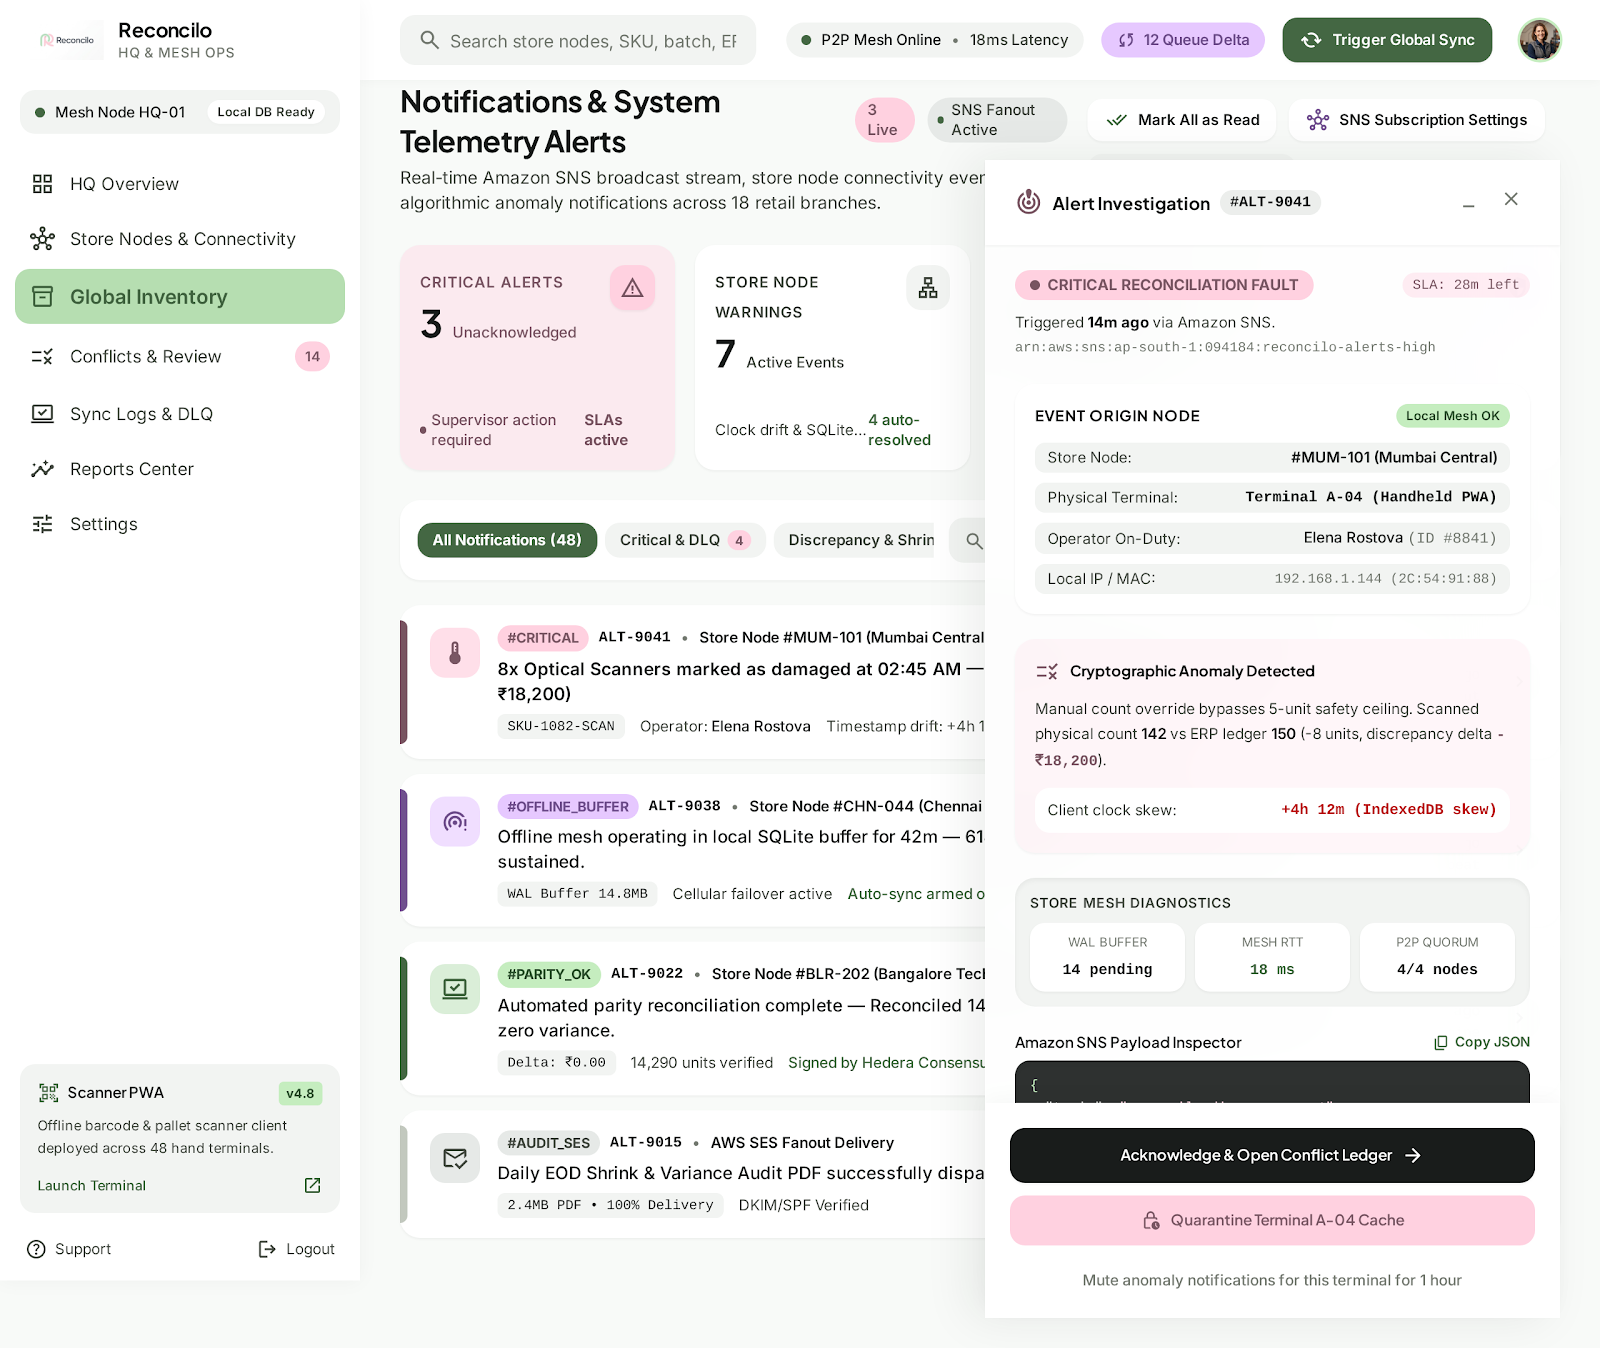 Reconcilo
Reconcilo
HQ & MESH OPS
Mesh Node HQ-01
Local DB Ready
HQ Overview
Store Nodes & Connectivity
Global Inventory
Conflicts & Review
14
Sync Logs & DLQ
Reports Center
Settings
Scanner PWA
v4.8
Offline barcode & pallet scanner client
deployed across 48 hand terminals.
Launch Terminal
Support
Logout
Search store nodes, SKU, batch, EF
P2P Mesh Online • 18ms Latency
12 Queue Delta
Trigger Global Sync
Notifications & System
Telemetry Alerts
3
Live
SNS Fanout
Active
Mark All as Read
SNS Subscription Settings
Real-time Amazon SNS broadcast stream, store node connectivity
algorithmic anomaly notifications across 18 retail branches.
CRITICAL ALERTS
3 Unacknowledged
Supervisor action
required
SLAs
active
STORE NODE
WARNINGS
7 Active Events
Clock drift & SQLite...
4 auto-
resolved
All Notifications (48)
Critical & DLQ 4
Discrepancy & Shrin
#CRITICAL ALT-9041 • Store Node #MUM-101 (Mumbai Central
8x Optical Scanners marked as damaged at 02:45 AM —
₹18,200)
SKU-1082-SCAN Operator: Elena Rostova Timestamp drift: +4h 1
#OFFLINE_BUFFER ALT-9038 • Store Node #CHN-044 (Chennai
Offline mesh operating in local SQLite buffer for 42m — 61
sustained.
WAL Buffer 14.8MB Cellular failover active Auto-sync armed o
#PARITY_OK ALT-9022 • Store Node #BLR-202 (Bangalore
Automated parity reconciliation complete — Reconciled 14
zero variance.
Delta: ₹0.00 14,290 units verified Signed by Hedera Consensu
#AUDIT_SES ALT-9015 • AWS SES Fanout Delivery
Daily EOD Shrink & Variance Audit PDF successfully dispa
2.4MB PDF • 100% Delivery DKIM/SPF Verified
Alert Investigation #ALT-9041
CRITICAL RECONCILIATION FAULT
SLA: 28m left
Triggered 14m ago via Amazon SNS.
arn:aws:sns:ap-south-1:094184:reconcilo-alerts-high
EVENT ORIGIN NODE
Local Mesh OK
Store Node: #MUM-101 (Mumbai Central)
Physical Terminal: Terminal A-04 (Handheld PWA)
Operator On-Duty: Elena Rostova (ID #8841)
Local IP / MAC: 192.168.1.144 (2C:54:91:88)
Cryptographic Anomaly Detected
Manual count override bypasses 5-unit safety ceiling. Scanned
physical count 142 vs ERP ledger 150 (-8 units, discrepancy delta -
₹18,200).
Client clock skew: +4h 12m (IndexedDB skew)
STORE MESH DIAGNOSTICS
WAL BUFFER
14 pending
MESH RTT
18 ms
P2P QUORUM
4/4 nodes
Amazon SNS Payload Inspector
Copy JSON
{
Acknowledge & Open Conflict Ledger
Quarantine Terminal A-04 Cache
Mute anomaly notifications for this terminal for 1 hour